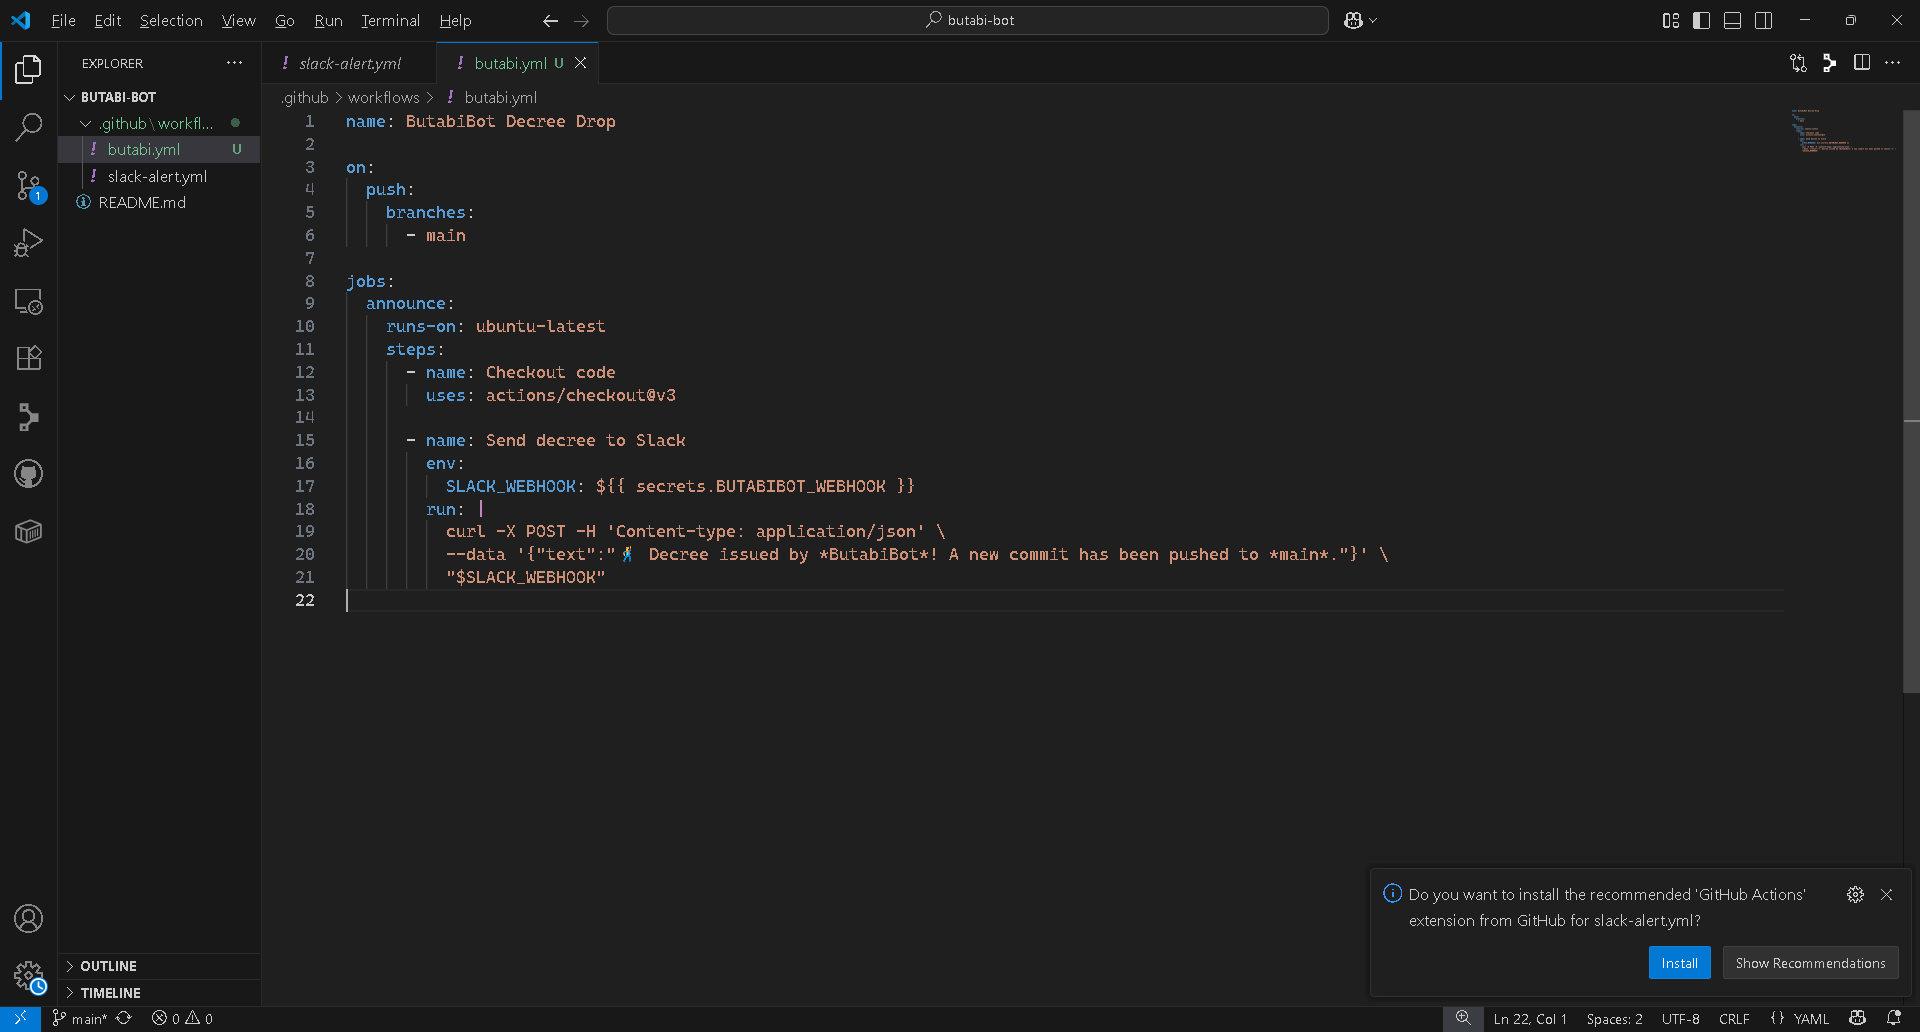 File Edit Selection View Go Run Terminal Help
butabi-bot
EXPLORER
BUTABI-BOT
.github\workfl...
butabi.yml U
slack-alert.yml
README.md
1
OUTLINE
TIMELINE
slack-alert.yml
butabi.yml U
.github > workflows > butabi.yml
1 name: ButabiBot Decree Drop
2
3 on:
4 push:
5 branches:
6 - main
7
8 jobs:
9 announce:
10 runs-on: ubuntu-latest
11 steps:
12 - name: Checkout code
13 uses: actions/checkout@v3
14
15 - name: Send decree to Slack
16 env:
17 SLACK_WEBHOOK: ${{ secrets.BUTABIBOT_WEBHOOK }}
18 run: |
19 curl -X POST -H 'Content-type: application/json' \
20 --data '{"text":"🕺 Decree issued by *ButabiBot*! A new commit has been pushed to *main*."}' \
21 "$SLACK_WEBHOOK"
22
Do you want to install the recommended 'GitHub Actions'
extension from GitHub for slack-alert.yml?
Install Show Recommendations
main* 0 0
Ln 22, Col 1 Spaces: 2 UTF-8 CRLF {} YAML